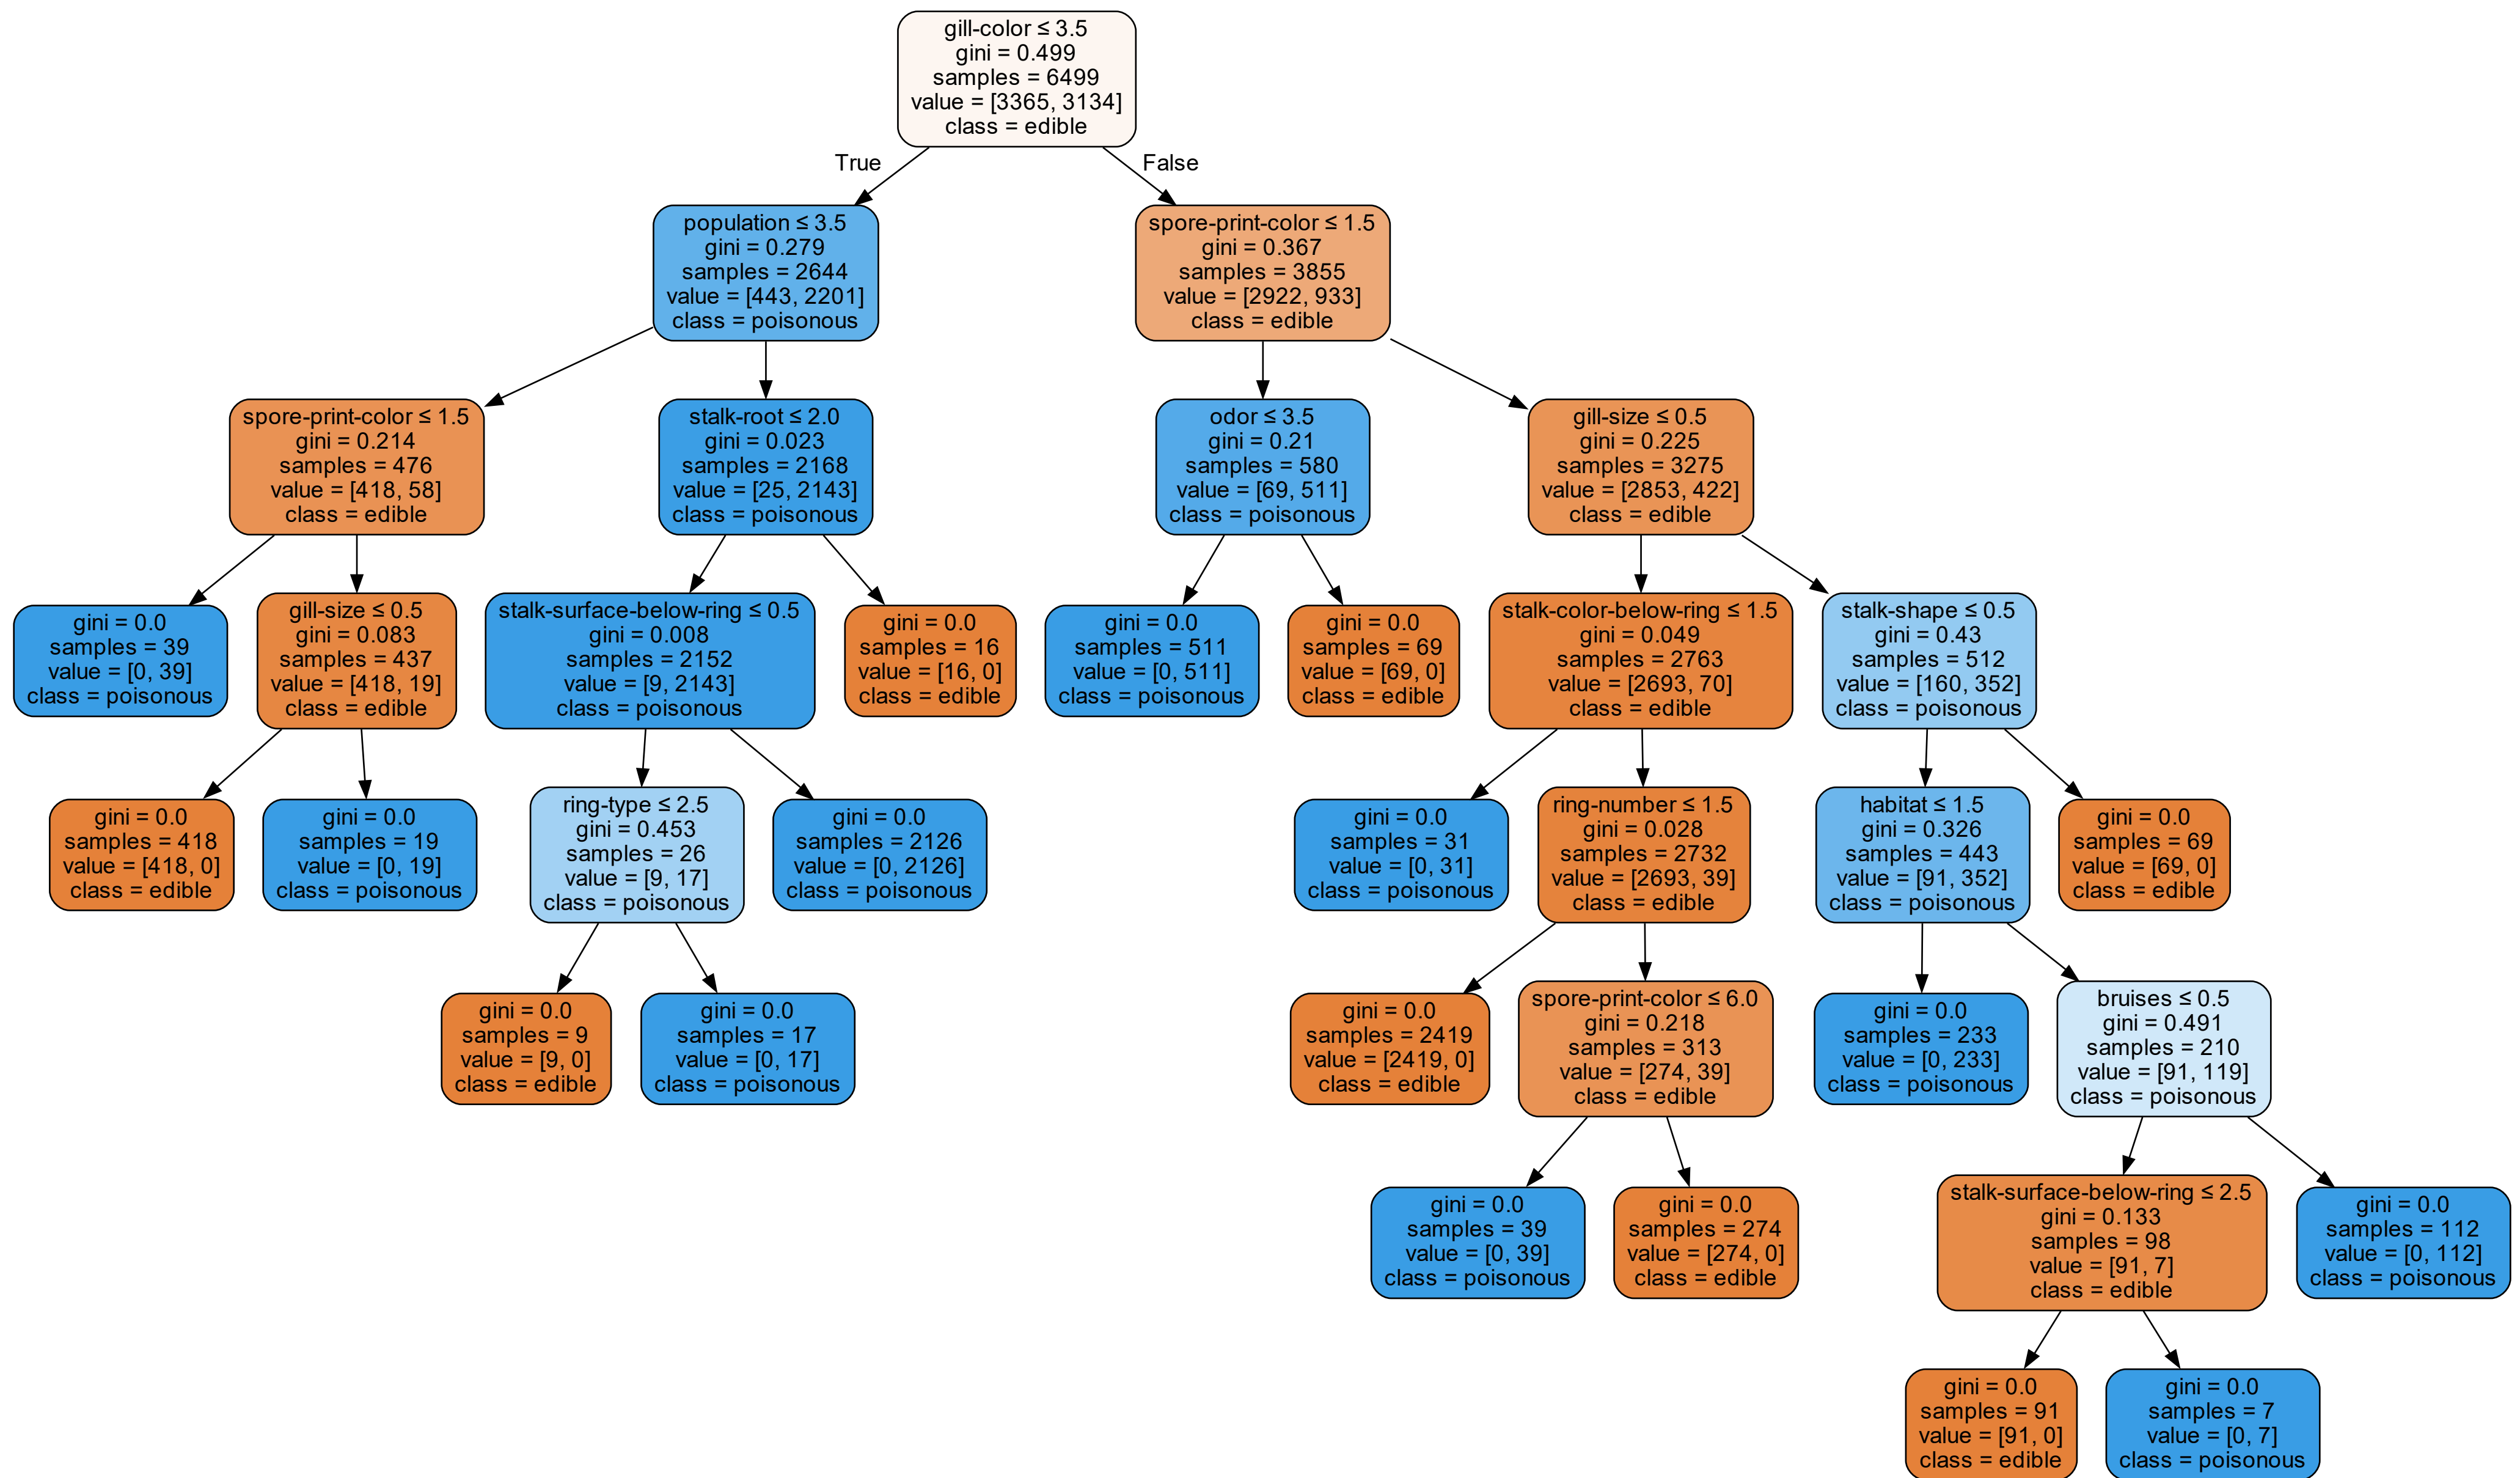 gill-color ≤ 3.5
gini = 0.499
samples = 6499
value = [3365, 3134]
class = edible
True
False
population ≤ 3.5
gini = 0.279
samples = 2644
value = [443, 2201]
class = poisonous
spore-print-color ≤ 1.5
gini = 0.367
samples = 3855
value = [2922, 933]
class = edible
spore-print-color ≤ 1.5
gini = 0.214
samples = 476
value = [418, 58]
class = edible
stalk-root ≤ 2.0
gini = 0.023
samples = 2168
value = [25, 2143]
class = poisonous
odor ≤ 3.5
gini = 0.21
samples = 580
value = [69, 511]
class = poisonous
gill-size ≤ 0.5
gini = 0.225
samples = 3275
value = [2853, 422]
class = edible
gini = 0.0
samples = 39
value = [0, 39]
class = poisonous
gill-size ≤ 0.5
gini = 0.083
samples = 437
value = [418, 19]
class = edible
stalk-surface-below-ring ≤ 0.5
gini = 0.008
samples = 2152
value = [9, 2143]
class = poisonous
gini = 0.0
samples = 16
value = [16, 0]
class = edible
gini = 0.0
samples = 511
value = [0, 511]
class = poisonous
gini = 0.0
samples = 69
value = [69, 0]
class = edible
stalk-color-below-ring ≤ 1.5
gini = 0.049
samples = 2763
value = [2693, 70]
class = edible
stalk-shape ≤ 0.5
gini = 0.43
samples = 512
value = [160, 352]
class = poisonous
gini = 0.0
samples = 418
value = [418, 0]
class = edible
gini = 0.0
samples = 19
value = [0, 19]
class = poisonous
ring-type ≤ 2.5
gini = 0.453
samples = 26
value = [9, 17]
class = poisonous
gini = 0.0
samples = 2126
value = [0, 2126]
class = poisonous
gini = 0.0
samples = 31
value = [0, 31]
class = poisonous
ring-number ≤ 1.5
gini = 0.028
samples = 2732
value = [2693, 39]
class = edible
habitat ≤ 1.5
gini = 0.326
samples = 443
value = [91, 352]
class = poisonous
gini = 0.0
samples = 69
value = [69, 0]
class = edible
gini = 0.0
samples = 9
value = [9, 0]
class = edible
gini = 0.0
samples = 17
value = [0, 17]
class = poisonous
gini = 0.0
samples = 2419
value = [2419, 0]
class = edible
spore-print-color ≤ 6.0
gini = 0.218
samples = 313
value = [274, 39]
class = edible
gini = 0.0
samples = 233
value = [0, 233]
class = poisonous
bruises ≤ 0.5
gini = 0.491
samples = 210
value = [91, 119]
class = poisonous
gini = 0.0
samples = 39
value = [0, 39]
class = poisonous
gini = 0.0
samples = 274
value = [274, 0]
class = edible
stalk-surface-below-ring ≤ 2.5
gini = 0.133
samples = 98
value = [91, 7]
class = edible
gini = 0.0
samples = 112
value = [0, 112]
class = poisonous
gini = 0.0
samples = 91
value = [91, 0]
class = edible
gini = 0.0
samples = 7
value = [0, 7]
class = poisonous